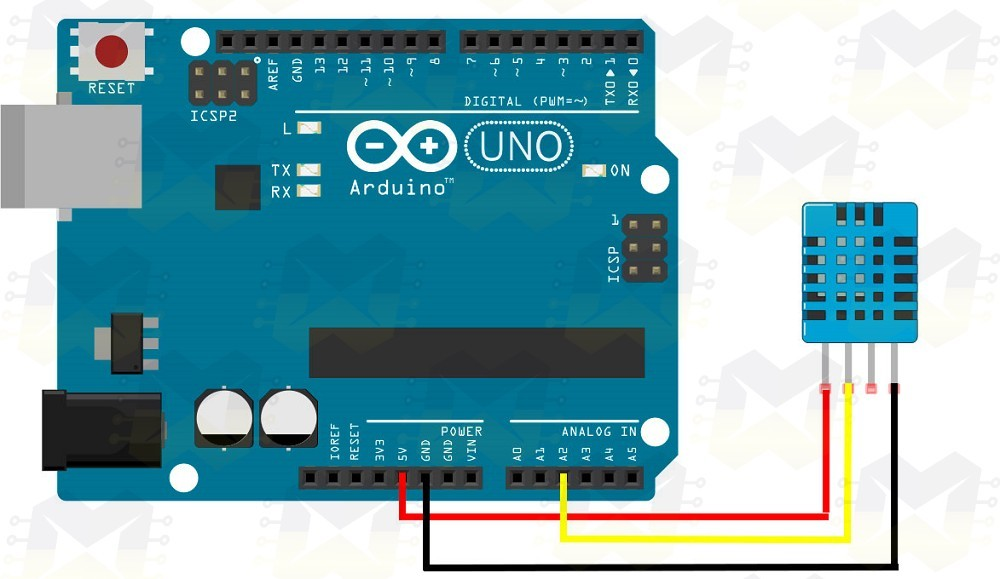 RESET
ICSP2
AREF
GND
13
12
~11
~10
~9
8
7
~6
~5
4
~3
2
TX0▶1
RX0◀0
DIGITAL (PWM=~)
L
TX
RX
UNO
Arduino™
ON
1
ICSP
POWER
ANALOG IN
IOREF
RESET
3V3
5V
GND
GND
VIN
A0
A1
A2
A3
A4
A5